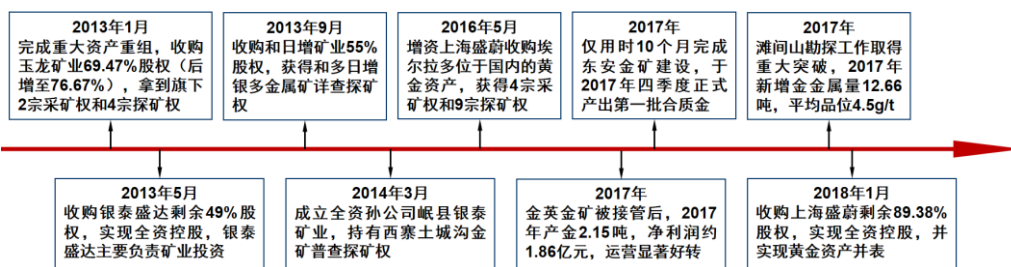 2013年1月
完成重大资产重组，收购
玉龙矿业69.47%股权（后
增至76.67%），拿到旗下
2宗采矿权和4宗探矿权
2013年9月
收购和日增矿业55%
股权，获得和多日增
银多金属矿详查探矿
权
2016年5月
增资上海盛蔚收购埃
尔拉多位于国内的黄
金资产，获得4宗采
矿权和9宗探矿权
2017年
仅用时10个月完成
东安金矿建设，于
2017年四季度正式
产出第一批合质金
2017年
滩间山勘探工作取得
重大突破，2017年
新增金金属量12.66
吨，平均品位4.5g/t
2013年5月
收购银泰盛达剩余49%股
权，实现全资控股，银泰
盛达主要负责矿业投资
2014年3月
成立全资孙公司岷县银泰
矿业，持有西寨土城沟金
矿普查探矿权
2017年
金英金矿被接管后，2017
年产金2.15吨，净利润约
1.86亿元，运营显著好转
2018年1月
收购上海盛蔚剩余89.38%
股权，实现全资控股，并
实现黄金资产并表